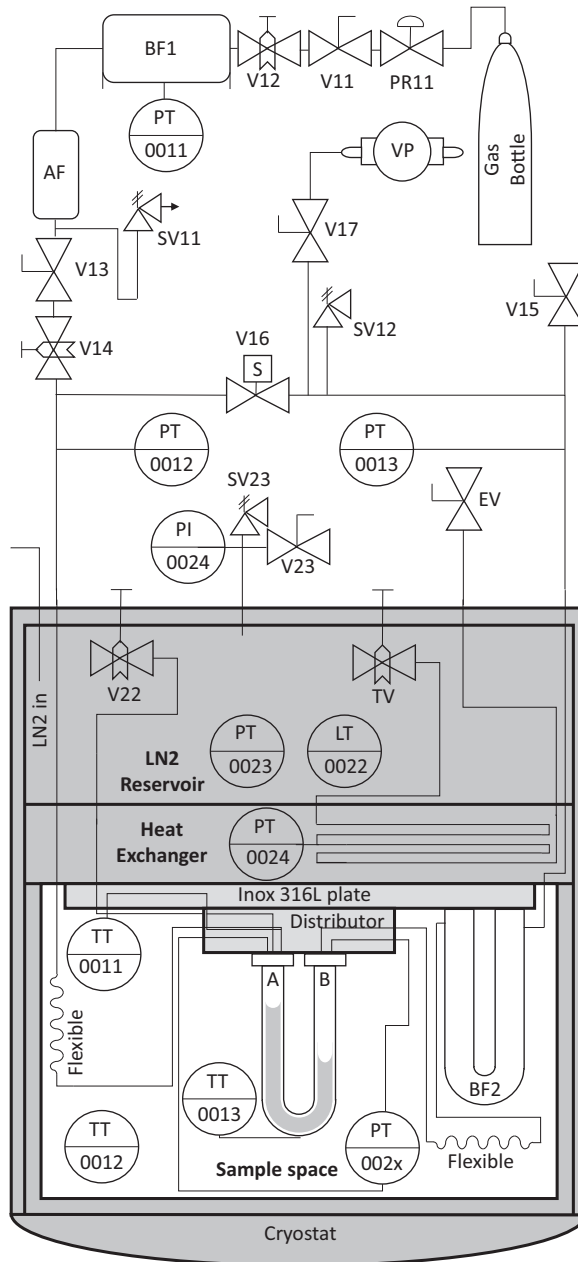 BF1
V12
V11
PR11
PT
0011
AF
VP
Gas
Bottle
SV11
V17
V13
V15
SV12
V14
V16
S
PT
0012
PT
0013
SV23
EV
PI
0024
V23
LN2 in
V22
TV
PT
0023
LT
0022
LN2
Reservoir
Heat
Exchanger
PT
0024
Inox 316L plate
Distributor
TT
0011
A
B
Flexible
TT
0013
BF2
TT
0012
PT
002x
Flexible
Sample space
Cryostat